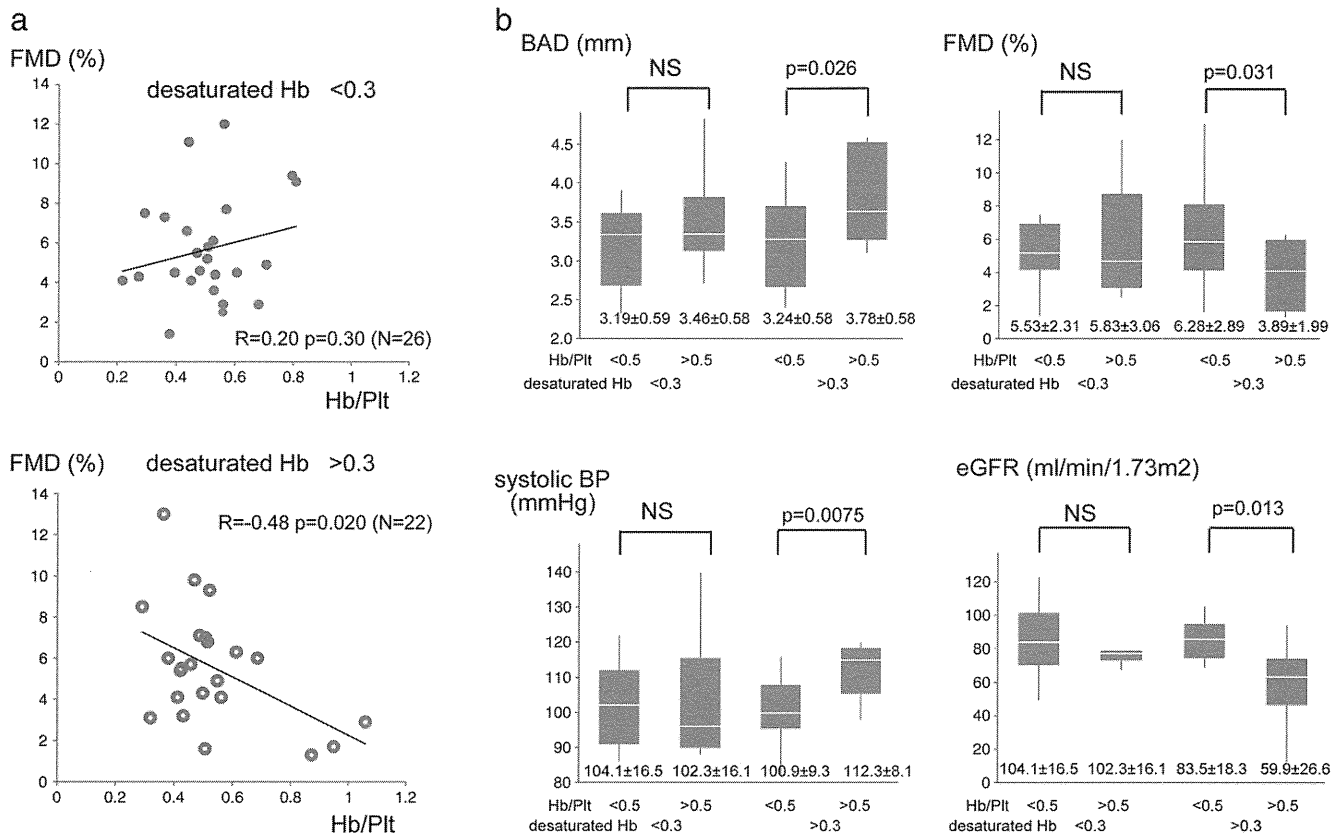 a
FMD (%)
desaturated Hb <0.3
14
12
10
8
6
4
2
0
R=0.20 p=0.30 (N=26)
0 0.2 0.4 0.6 0.8 1 1.2
Hb/Plt
FMD (%)
desaturated Hb >0.3
14
12
10
8
6
4
2
0
R=-0.48 p=0.020 (N=22)
0 0.2 0.4 0.6 0.8 1 1.2
Hb/Plt
b
BAD (mm)
NS
p=0.026
4.5
4.0
3.5
3.0
2.5
2.0
3.19±0.59 3.46±0.58 3.24±0.58 3.78±0.58
Hb/Plt <0.5 >0.5 <0.5 >0.5
desaturated Hb <0.3 >0.3
FMD (%)
NS
p=0.031
12
10
8
6
4
2
0
5.53±2.31 5.83±3.06 6.28±2.89 3.89±1.99
Hb/Plt <0.5 >0.5 <0.5 >0.5
desaturated Hb <0.3 >0.3
systolic BP
(mmHg)
NS
p=0.0075
140
130
120
110
100
90
80
104.1±16.5 102.3±16.1 100.9±9.3 112.3±8.1
Hb/Plt <0.5 >0.5 <0.5 >0.5
desaturated Hb <0.3 >0.3
eGFR (ml/min/1.73m2)
NS
p=0.013
120
100
80
60
40
20
0
104.1±16.5 102.3±16.1 83.5±18.3 59.9±26.6
Hb/Plt <0.5 >0.5 <0.5 >0.5
desaturated Hb <0.3 >0.3